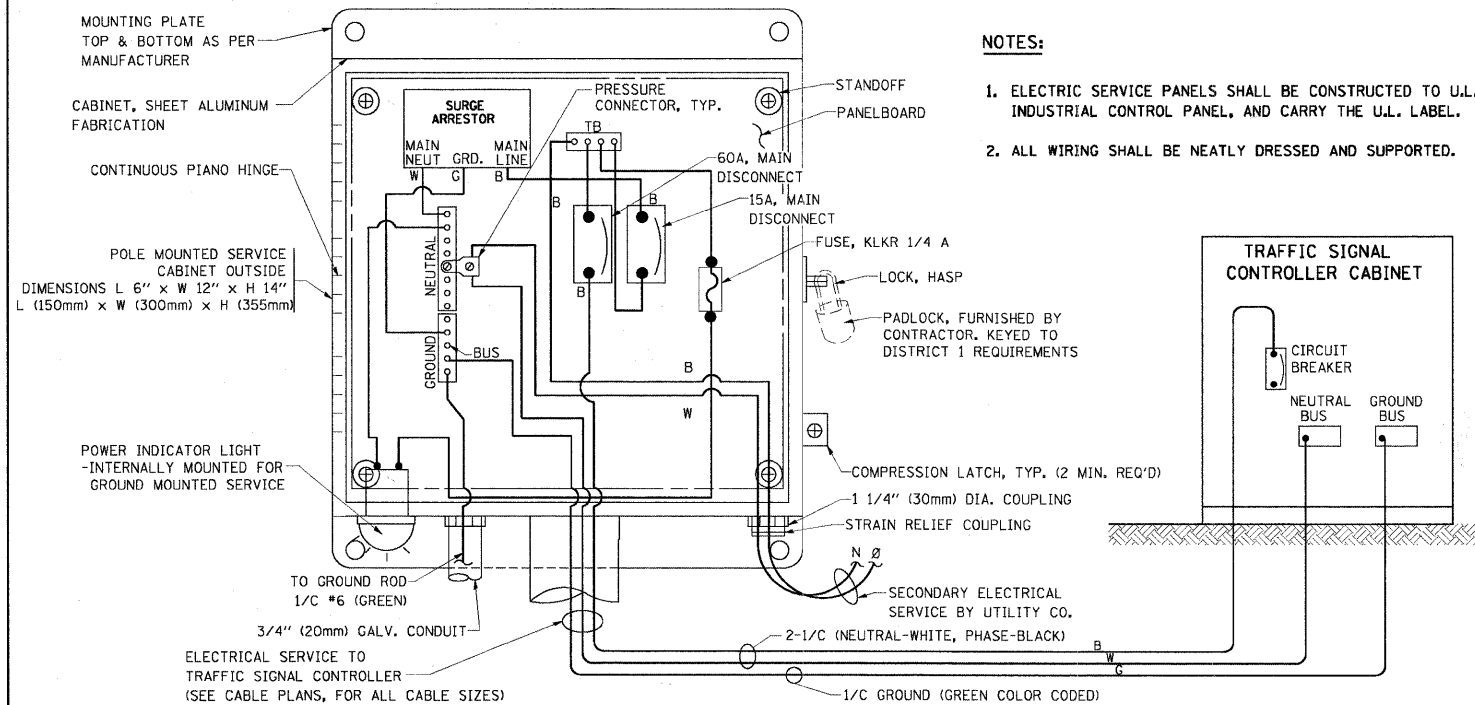 MOUNTING PLATE
TOP & BOTTOM AS PER
MANUFACTURER
CABINET, SHEET ALUMINUM
FABRICATION
CONTINUOUS PIANO HINGE
POLE MOUNTED SERVICE
CABINET OUTSIDE
DIMENSIONS L 6" x W 12" x H 14"
L (150mm) x W (300mm) x H (355mm)
POWER INDICATOR LIGHT
-INTERNALLY MOUNTED FOR
GROUND MOUNTED SERVICE
TO GROUND ROD
1/C #6 (GREEN)
3/4" (20mm) GALV. CONDUIT
ELECTRICAL SERVICE TO
TRAFFIC SIGNAL CONTROLLER
(SEE CABLE PLANS, FOR ALL CABLE SIZES)
SURGE
ARRESTOR
MAIN
NEUT
GRD.
MAIN
LINE
W
G
B
PRESSURE
CONNECTOR, TYP.
TB
60A, MAIN
DISCONNECT
15A, MAIN
DISCONNECT
B
B
B
NEUTRAL
GROUND
BUS
B
W
STANDOFF
PANELBOARD
FUSE, KLKR 1/4 A
LOCK, HASP
PADLOCK, FURNISHED BY
CONTRACTOR. KEYED TO
DISTRICT 1 REQUIREMENTS
COMPRESSION LATCH, TYP. (2 MIN. REQ'D)
1 1/4" (30mm) DIA. COUPLING
STRAIN RELIEF COUPLING
N Ø
SECONDARY ELECTRICAL
SERVICE BY UTILITY CO.
2-1/C (NEUTRAL-WHITE, PHASE-BLACK)
B
W
G
1/C GROUND (GREEN COLOR CODED)
NOTES:
1. ELECTRIC SERVICE PANELS SHALL BE CONSTRUCTED TO U.L.
INDUSTRIAL CONTROL PANEL, AND CARRY THE U.L. LABEL.
2. ALL WIRING SHALL BE NEATLY DRESSED AND SUPPORTED.
TRAFFIC SIGNAL
CONTROLLER CABINET
CIRCUIT
BREAKER
NEUTRAL
BUS
GROUND
BUS